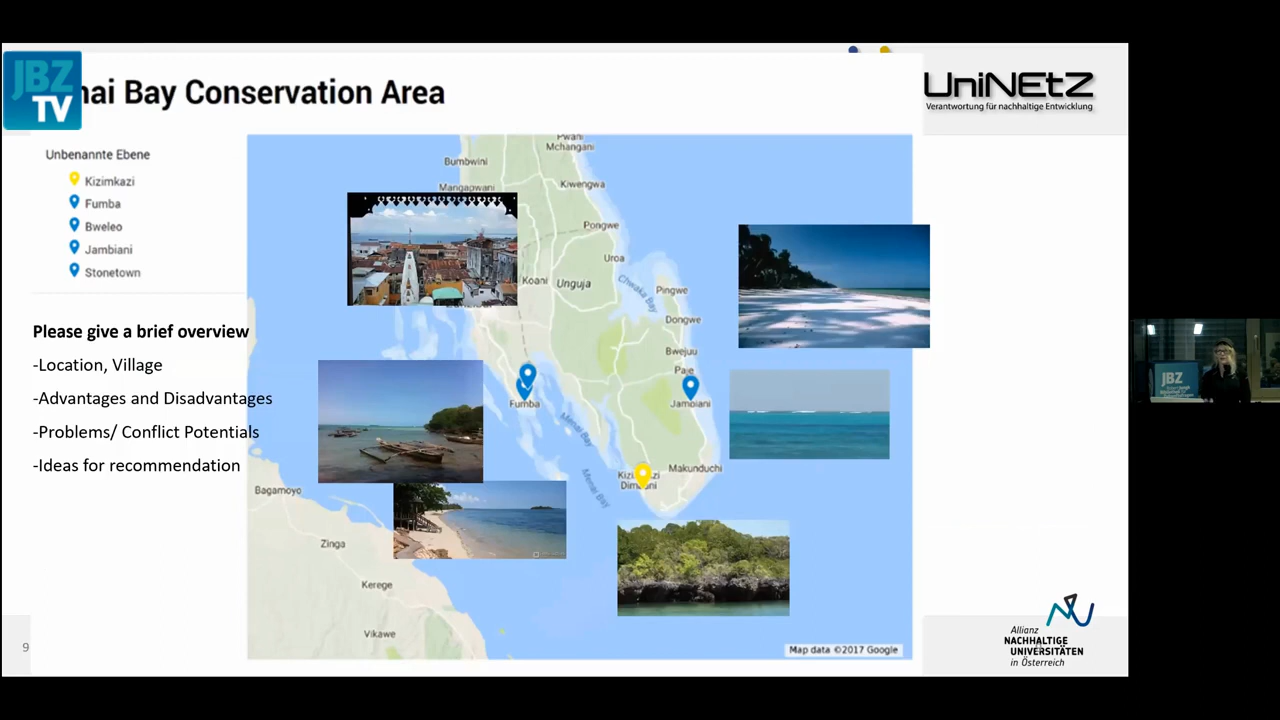 JBZ
TV
nai Bay Conservation Area
UniNEtZ
Verantwortung für nachhaltige Entwicklung
Unbenannte Ebene
Kizimkazi
Fumba
Bweleo
Jambiani
Stonetown
Please give a brief overview
-Location, Village
-Advantages and Disadvantages
-Problems/ Conflict Potentials
-Ideas for recommendation
Pwani
Mchangani
Bumbwini
Mangapwani
Kiwengwa
Pongwe
Uroa
Koani
Unguja
Chwaka Bay
Pingwe
Dongwe
Bwejuu
Paje
Jambiani
Fumba
Menai Bay
Menai Bay
Makunduchi
Bagamoyo
Zinga
Kerege
Vikawe
Map data ©2017 Google
9
Allianz
NACHHALTIGE
UNIVERSITÄTEN
in Österreich
JBZ